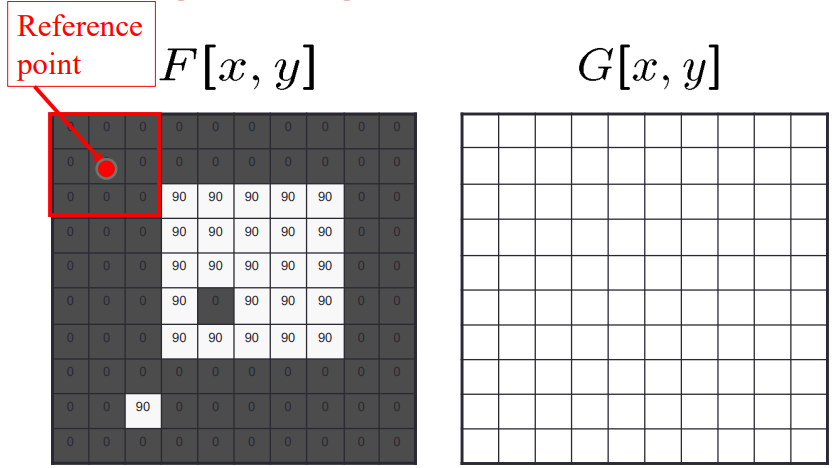 Reference
point
F[x, y]
G[x, y]
0 0 0 0 0 0 0 0 0 0
0 0 0 0 0 0 0 0 0
0 0 0 90 90 90 90 90 0 0
0 0 0 90 90 90 90 90 0 0
0 0 0 90 90 90 90 90 0 0
0 0 0 90 0 90 90 90 0 0
0 0 0 90 90 90 90 90 0 0
0 0 0 0 0 0 0 0 0 0
0 0 90 0 0 0 0 0 0 0
0 0 0 0 0 0 0 0 0 0